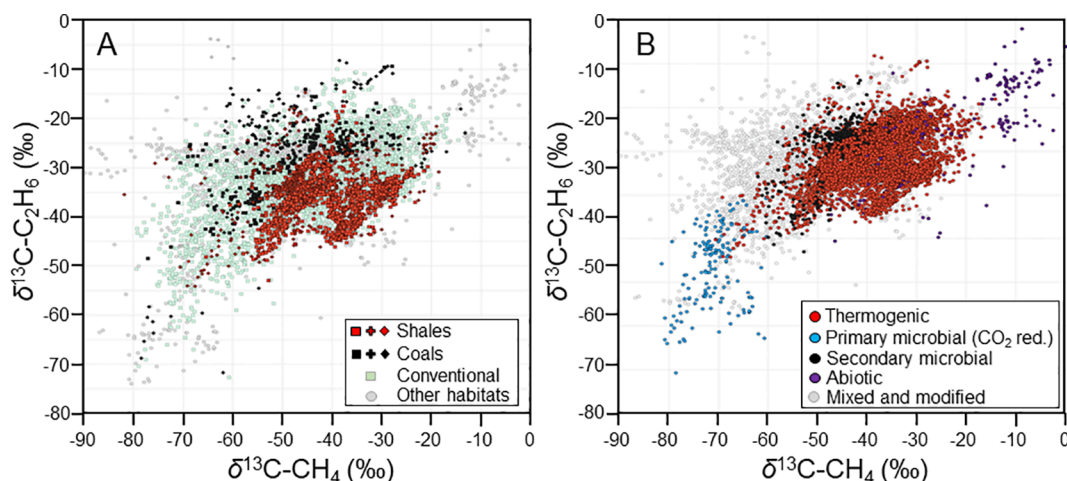 A
0
-10
-20
-30
-40
-50
-60
-70
-80
δ13C-C2H6 (‰)
-90 -80 -70 -60 -50 -40 -30 -20 -10 0
δ13C-CH4 (‰)
Shales
Coals
Conventional
Other habitats
B
0
-10
-20
-30
-40
-50
-60
-70
-80
δ13C-C2H6 (‰)
-90 -80 -70 -60 -50 -40 -30 -20 -10 0
δ13C-CH4 (‰)
Thermogenic
Primary microbial (CO2 red.)
Secondary microbial
Abiotic
Mixed and modified